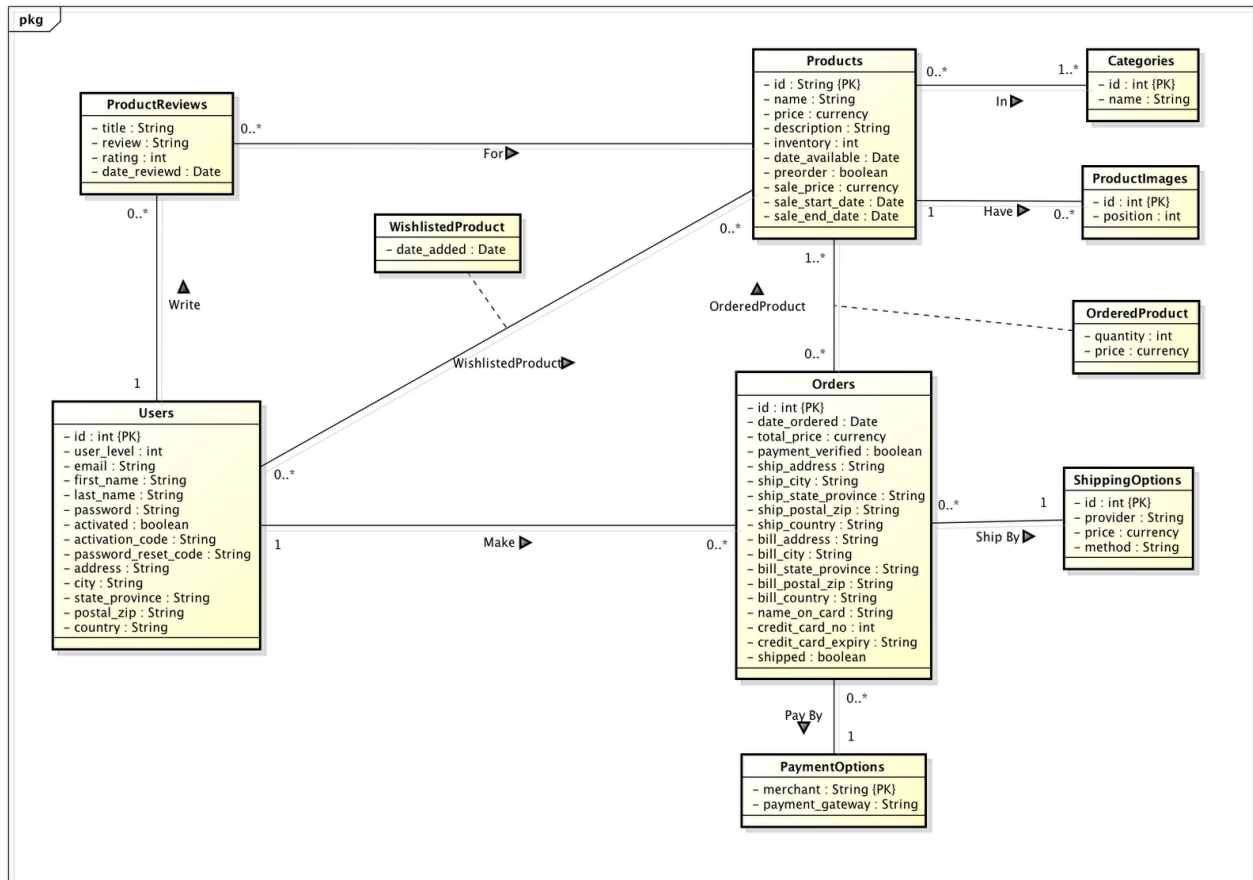 pkg
ProductReviews
– title : String
– review : String
– rating : int
– date_reviewd : Date
0..*
For
0..*
Write
1
WishlistedProduct
– date_added : Date
WishlistedProduct
0..*
0..*
Products
– id : String {PK}
– name : String
– price : currency
– description : String
– inventory : int
– date_available : Date
– preorder : boolean
– sale_price : currency
– sale_start_date : Date
– sale_end_date : Date
0..*
1..*
In
Categories
– id : int {PK}
– name : String
1
Have
0..*
ProductImages
– id : int {PK}
– position : int
1..*
OrderedProduct
0..*
OrderedProduct
– quantity : int
– price : currency
Users
– id : int {PK}
– user_level : int
– email : String
– first_name : String
– last_name : String
– password : String
– activated : boolean
– activation_code : String
– password_reset_code : String
– address : String
– city : String
– state_province : String
– postal_zip : String
– country : String
1
Make
0..*
Orders
– id : int {PK}
– date_ordered : Date
– total_price : currency
– payment_verified : boolean
– ship_address : String
– ship_city : String
– ship_state_province : String
– ship_postal_zip : String
– ship_country : String
– bill_address : String
– bill_city : String
– bill_state_province : String
– bill_postal_zip : String
– bill_country : String
– name_on_card : String
– credit_card_no : int
– credit_card_expiry : String
– shipped : boolean
0..*
1
Ship By
ShippingOptions
– id : int {PK}
– provider : String
– price : currency
– method : String
0..*
Pay By
1
PaymentOptions
– merchant : String {PK}
– payment_gateway : String